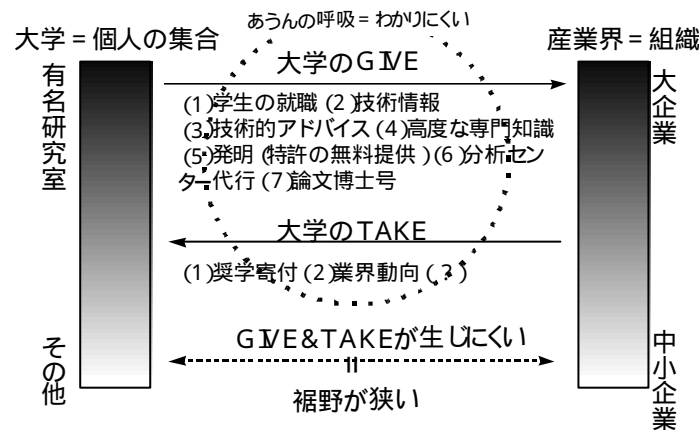 あうんの呼吸=わかりにくい
大学=個人の集合
産業界=組織
有名研究室
大学のGIVE
大企業
(1)学生の就職 (2)技術情報
(3)技術的アドバイス (4)高度な専門知識
(5)発明 (特許の無料提供) (6)分析セン
ター代行 (7)論文博士号
大学のTAKE
(1)奨学寄付 (2)業界動向 (?)
その他
GIVE&TAKEが生じにくい
=
裾野が狭い
中小企業